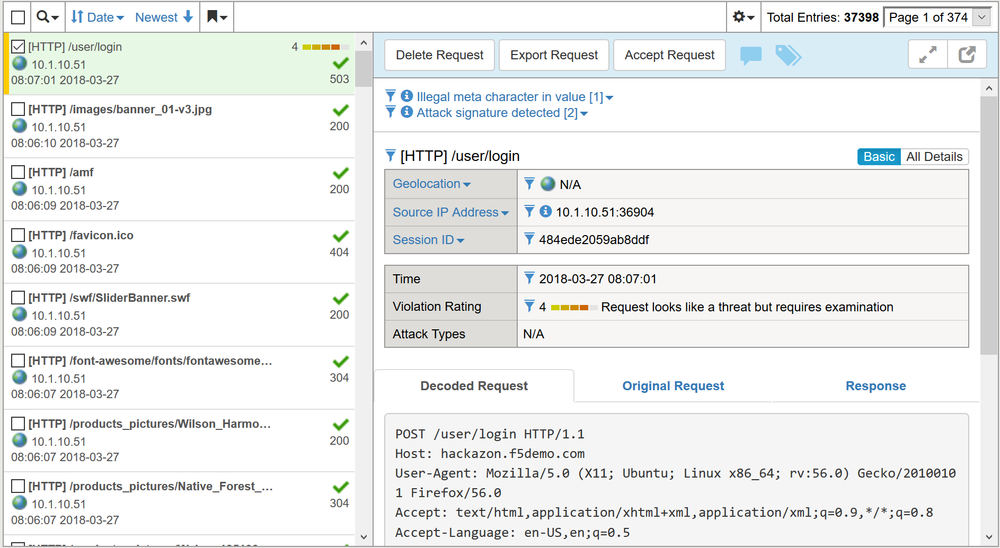 Date Newest Total Entries: 37398 Page 1 of 374
[HTTP] /user/login 4
10.1.10.51
08:07:01 2018-03-27 503
[HTTP] /images/banner_01-v3.jpg
10.1.10.51 200
08:06:10 2018-03-27
[HTTP] /amf
10.1.10.51 200
08:06:09 2018-03-27
[HTTP] /favicon.ico
10.1.10.51 404
08:06:09 2018-03-27
[HTTP] /swf/SliderBanner.swf
10.1.10.51 200
08:06:09 2018-03-27
[HTTP] /font-awesome/fonts/fontawesome…
10.1.10.51 304
08:06:07 2018-03-27
[HTTP] /products_pictures/Wilson_Harmo…
10.1.10.51 200
08:06:07 2018-03-27
[HTTP] /products_pictures/Native_Forest_…
10.1.10.51 304
08:06:07 2018-03-27
Delete Request Export Request Accept Request
Illegal meta character in value [1]
Attack signature detected [2]
[HTTP] /user/login Basic All Details
Geolocation N/A
Source IP Address 10.1.10.51:36904
Session ID 484ede2059ab8ddf
Time 2018-03-27 08:07:01
Violation Rating 4 Request looks like a threat but requires examination
Attack Types N/A
Decoded Request Original Request Response
POST /user/login HTTP/1.1
Host: hackazon.f5demo.com
User-Agent: Mozilla/5.0 (X11; Ubuntu; Linux x86_64; rv:56.0) Gecko/2010010
1 Firefox/56.0
Accept: text/html,application/xhtml+xml,application/xml;q=0.9,*/*;q=0.8
Accept-Language: en-US,en;q=0.5